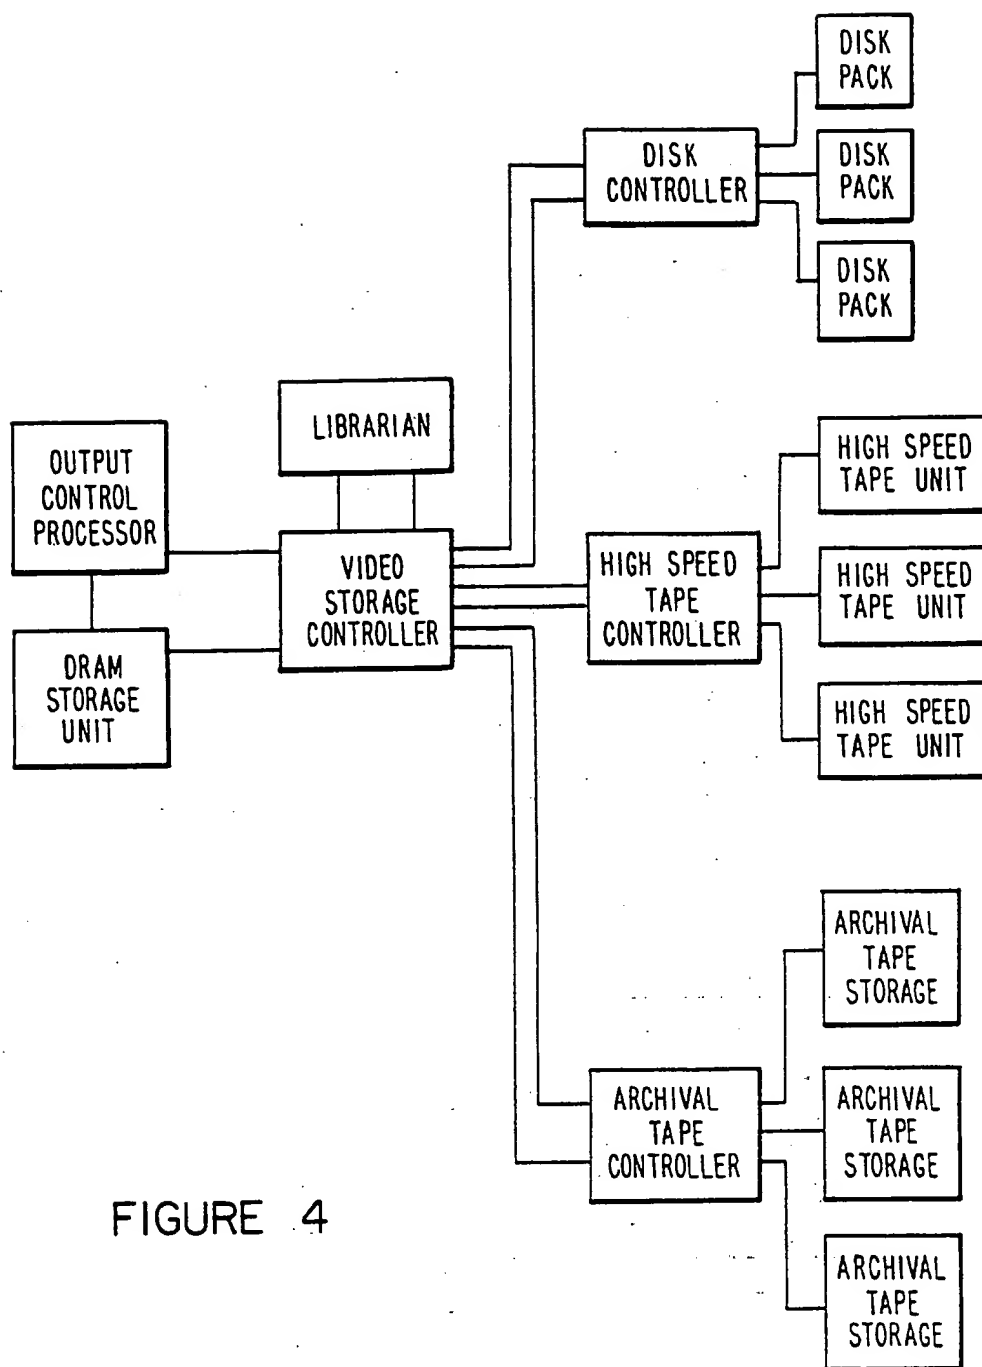 DISK
PACK
DISK
CONTROLLER
DISK
PACK
DISK
PACK
LIBRARIAN
OUTPUT
CONTROL
PROCESSOR
HIGH SPEED
TAPE UNIT
VIDEO
STORAGE
CONTROLLER
HIGH SPEED
TAPE
CONTROLLER
HIGH SPEED
TAPE UNIT
DRAM
STORAGE
UNIT
HIGH SPEED
TAPE UNIT
ARCHIVAL
TAPE
STORAGE
ARCHIVAL
TAPE
CONTROLLER
ARCHIVAL
TAPE
STORAGE
FIGURE 4
ARCHIVAL
TAPE
STORAGE